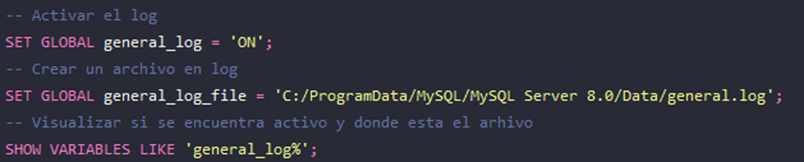 -- Activar el log
SET GLOBAL general_log = 'ON';
-- Crear un archivo en log
SET GLOBAL general_log_file = 'C:/ProgramData/MySQL/MySQL Server 8.0/Data/general.log';
-- Visualizar si se encuentra activo y donde esta el arhivo
SHOW VARIABLES LIKE 'general_log%';